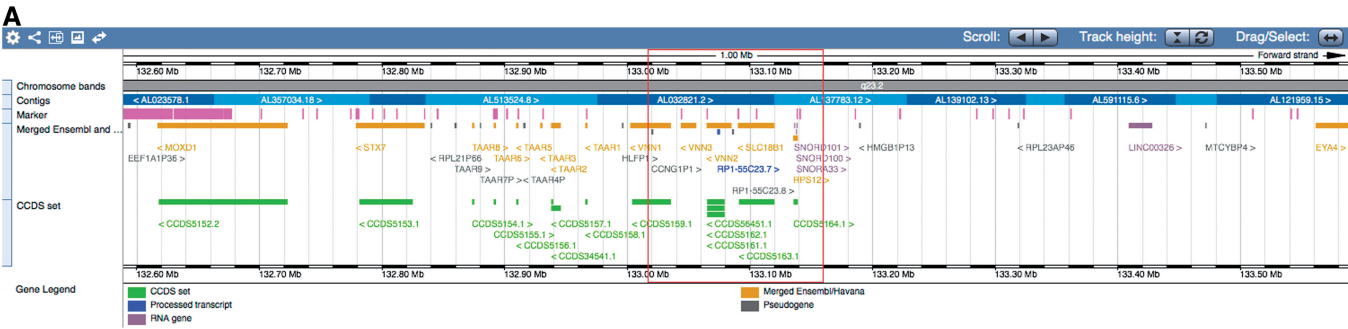 A
Scroll: Track height: Drag/Select:
1.00 Mb Forward strand
132.60 Mb 132.70 Mb 132.80 Mb 132.90 Mb 133.00 Mb 133.10 Mb 133.20 Mb 133.30 Mb 133.40 Mb 133.50 Mb
Chromosome bands q23.2
Contigs < AL023578.1 AL357034.18 > AL513524.8 > AL032821.2 > AL137783.12 > AL139102.13 > AL591115.6 > AL121959.15 >
Marker
Merged Ensembl and ...
< MOXD1 < STX7 TAAR8 > < TAAR5 < TAAR1 < VNN1 < VNN3 < SLC18B1 SNORD101 > < HMGB1P13 > RPL23AP46 LINC00326 > MTCYBP4 > EYA4 >
EEF1A1P36 > < RPL21P66 TAAR6 > < TAAR3 HLFP1 > < VNN2 SNORD100 >
TAAR9 > < TAAR2 CCNG1P1 > RP1-55C23.7 > SNORA33 >
TAAR7P > < TAAR4P RPS12 >
RP1-55C23.8 >
CCDS set
< CCDS5152.2 < CCDS5153.1 CCDS5154.1 > < CCDS5157.1 < CCDS5159.1 < CCDS55451.1 CCDS5164.1 >
CCDS5155.1 > < CCDS5158.1 < CCDS5162.1
< CCDS5156.1 < CCDS5161.1
< CCDS34541.1 < CCDS5163.1
132.60 Mb 132.70 Mb 132.80 Mb 132.90 Mb 133.00 Mb 133.10 Mb 133.20 Mb 133.30 Mb 133.40 Mb 133.50 Mb
Gene Legend CCDS set Merged Ensembl/Havana
Processed transcript Pseudogene
RNA gene